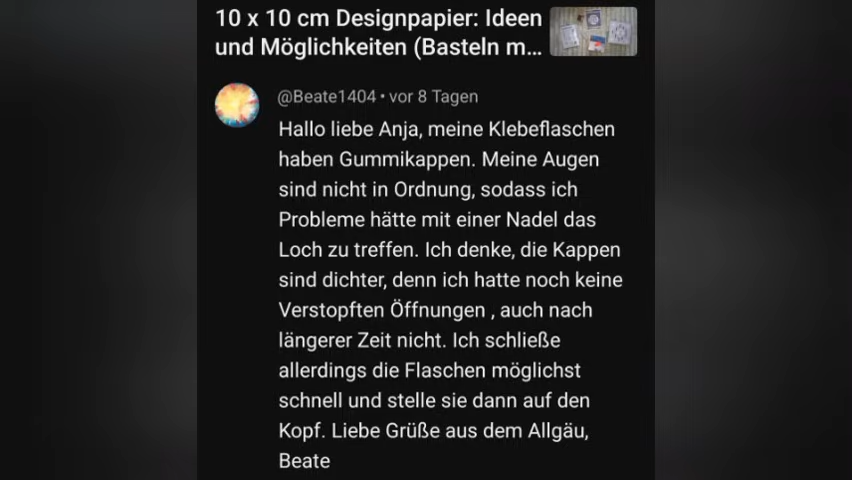 10 x 10 cm Designpapier: Ideen
und Möglichkeiten (Basteln m...
@Beate1404 • vor 8 Tagen
Hallo liebe Anja, meine Klebeflaschen
haben Gummikappen. Meine Augen
sind nicht in Ordnung, sodass ich
Probleme hätte mit einer Nadel das
Loch zu treffen. Ich denke, die Kappen
sind dichter, denn ich hatte noch keine
Verstopften Öffnungen , auch nach
längerer Zeit nicht. Ich schließe
allerdings die Flaschen möglichst
schnell und stelle sie dann auf den
Kopf. Liebe Grüße aus dem Allgäu,
Beate